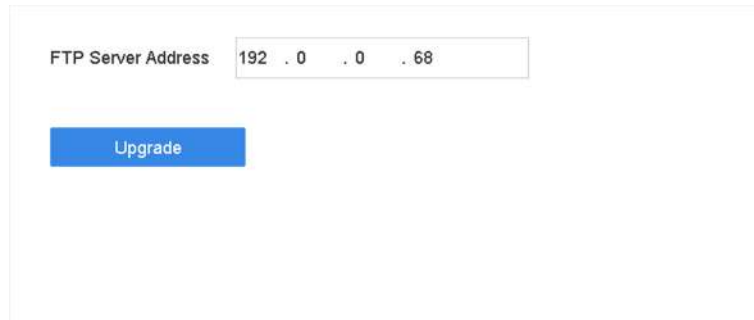 FTP Server Address 192 . 0 . 0 . 68
Upgrade